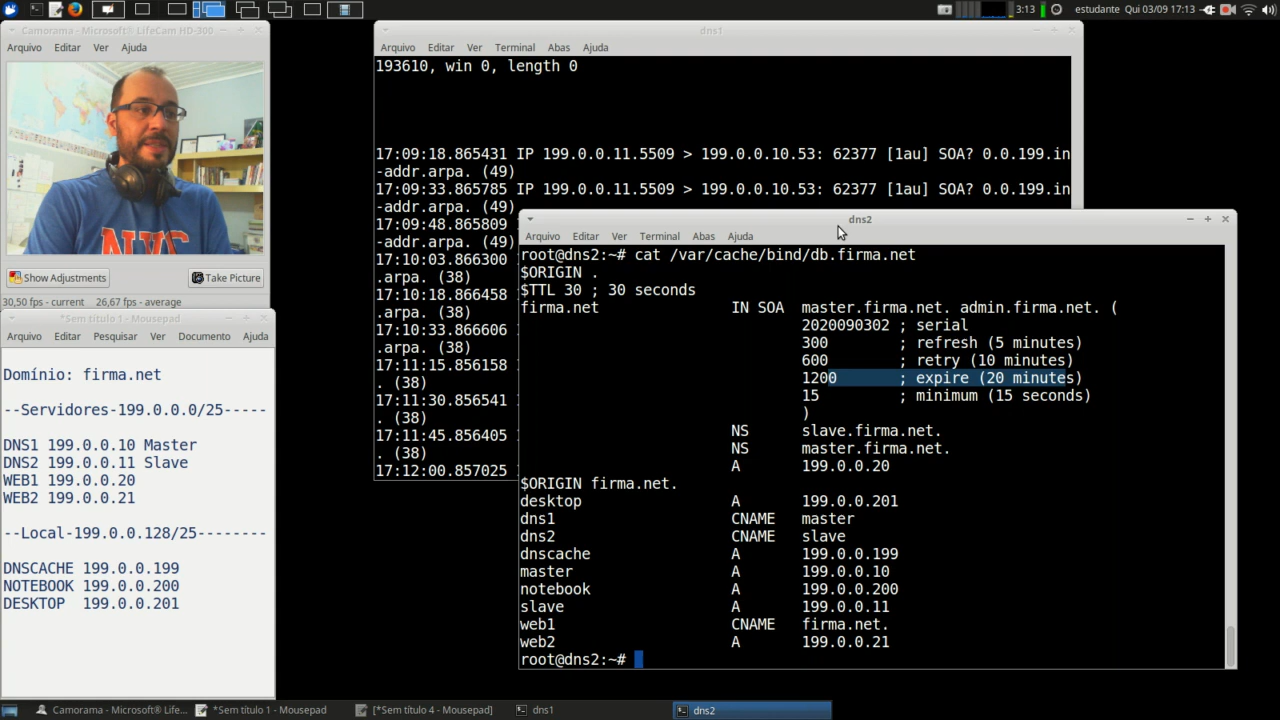 3:13
estudante
Qui 03/09 17:13
Camorama - Microsoft® LifeCam HD-300
Arquivo Editar Ver Ajuda
Show Adjustments
Take Picture
30,50 fps - current 26,67 fps - average
*Sem título 1 - Mousepad
Arquivo Editar Pesquisar Ver Documento Ajuda
Domínio: firma.net
--Servidores-199.0.0.0/25-----
DNS1 199.0.0.10 Master
DNS2 199.0.0.11 Slave
WEB1 199.0.0.20
WEB2 199.0.0.21
--Local-199.0.0.128/25--------
DNSCACHE 199.0.0.199
NOTEBOOK 199.0.0.200
DESKTOP  199.0.0.201
dns1
Arquivo Editar Ver Terminal Abas Ajuda
193610, win 0, length 0
17:09:18.865431 IP 199.0.0.11.5509 > 199.0.0.10.53: 62377 [1au] SOA? 0.0.199.in
-addr.arpa. (49)
17:09:33.865785 IP 199.0.0.11.5509 > 199.0.0.10.53: 62377 [1au] SOA? 0.0.199.in
-addr.arpa. (49)
17:09:48.865809
-addr.arpa. (49)
17:10:03.866300
.arpa. (38)
17:10:18.866458
.arpa. (38)
17:10:33.866606
.arpa. (38)
17:11:15.856158
. (38)
17:11:30.856541
. (38)
17:11:45.856405
. (38)
17:12:00.857025
dns2
Arquivo Editar Ver Terminal Abas Ajuda
root@dns2:~# cat /var/cache/bind/db.firma.net
$ORIGIN .
$TTL 30 ; 30 seconds
firma.net IN SOA master.firma.net. admin.firma.net. (
2020090302 ; serial
300 ; refresh (5 minutes)
600 ; retry (10 minutes)
1200 ; expire (20 minutes)
15 ; minimum (15 seconds)
)
NS slave.firma.net.
NS master.firma.net.
A 199.0.0.20
$ORIGIN firma.net.
desktop A 199.0.0.201
dns1 CNAME master
dns2 CNAME slave
dnscache A 199.0.0.199
master A 199.0.0.10
notebook A 199.0.0.200
slave A 199.0.0.11
web1 CNAME firma.net.
web2 A 199.0.0.21
root@dns2:~#
Camorama - Microsoft® LifeCa...
*Sem título 1 - Mousepad
[*Sem título 4 - Mousepad]
dns1
dns2